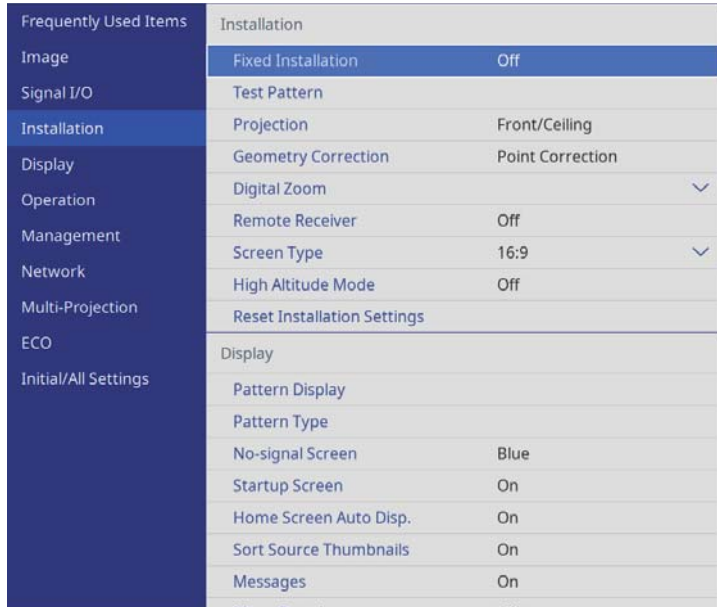 Frequently Used Items
Image
Signal I/O
Installation
Display
Operation
Management
Network
Multi-Projection
ECO
Initial/All Settings
Installation
Fixed Installation Off
Test Pattern
Projection Front/Ceiling
Geometry Correction Point Correction
Digital Zoom
Remote Receiver Off
Screen Type 16:9
High Altitude Mode Off
Reset Installation Settings
Display
Pattern Display
Pattern Type
No-signal Screen Blue
Startup Screen On
Home Screen Auto Disp. On
Sort Source Thumbnails On
Messages On